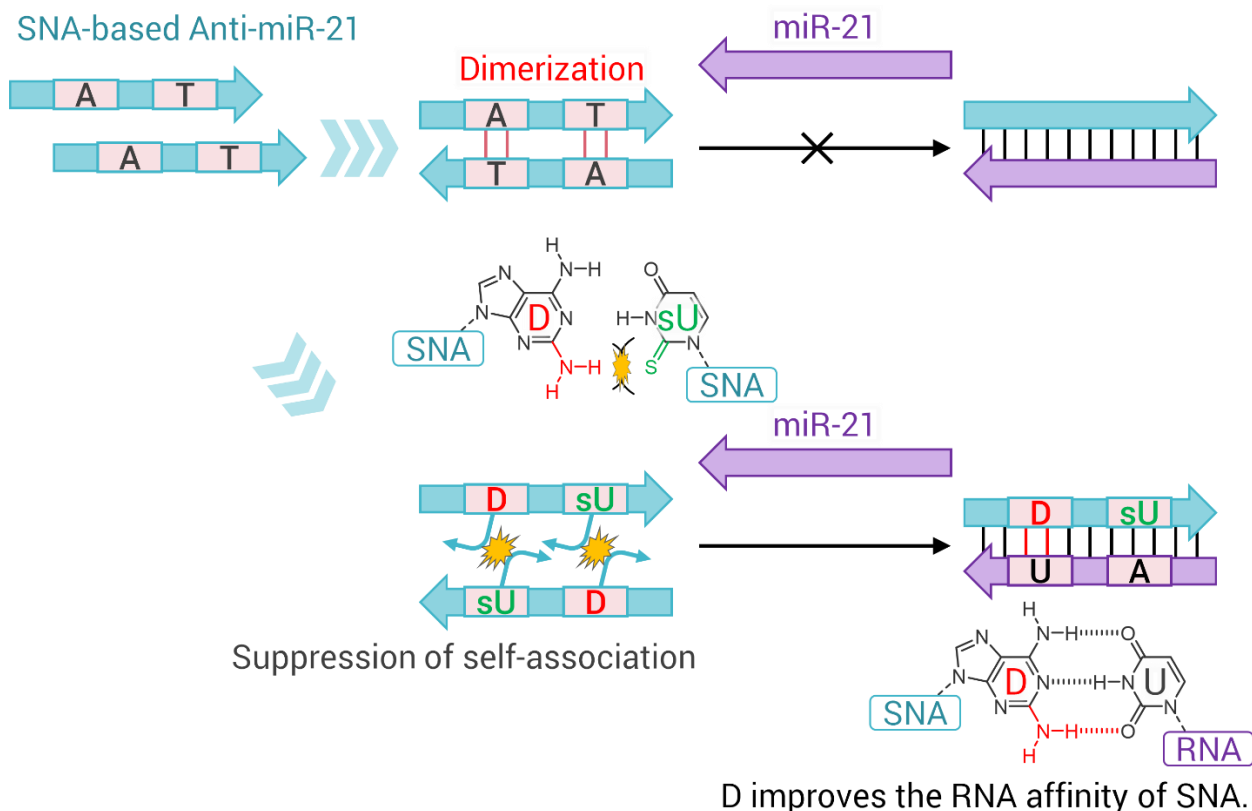 SNA-based Anti-miR-21
miR-21
Dimerization
A T
A T
A T
T A
H
N-H
N
N
N
N
D
N-H
H
SNA
O
H-N
sU
S
N
SNA
miR-21
D sU
sU D
Suppression of self-association
D sU
U A
H
N-H
O
N
N
N
N
D
H-N
U
N-H
O
H
N
SNA
RNA
D improves the RNA affinity of SNA.